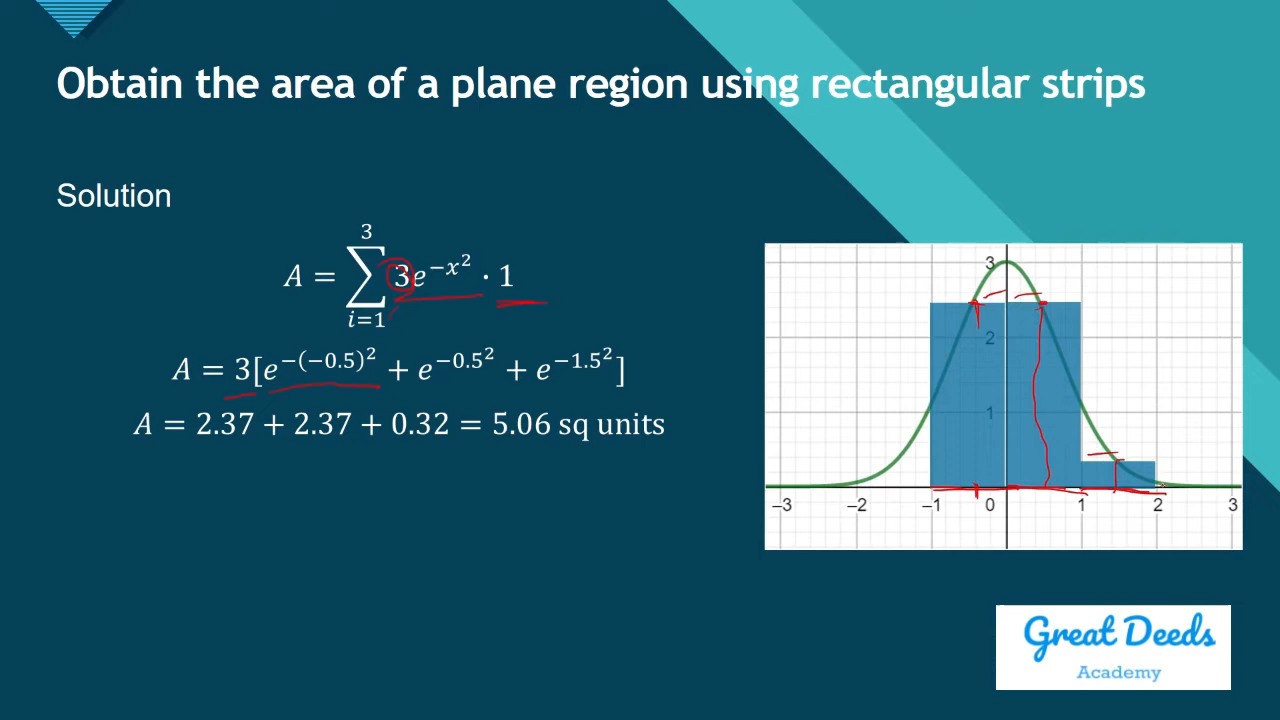 Obtain the area of a plane region using rectangular strips
Solution
A = ∑_{i=1}^{3} 3e^{−x²} · 1
A = 3[e^{−(−0.5)²} + e^{−0.5²} + e^{−1.5²}]
A = 2.37 + 2.37 + 0.32 = 5.06 sq units
3
2
1
−3 −2 −1 0 1 2 3
Great Deeds
Academy